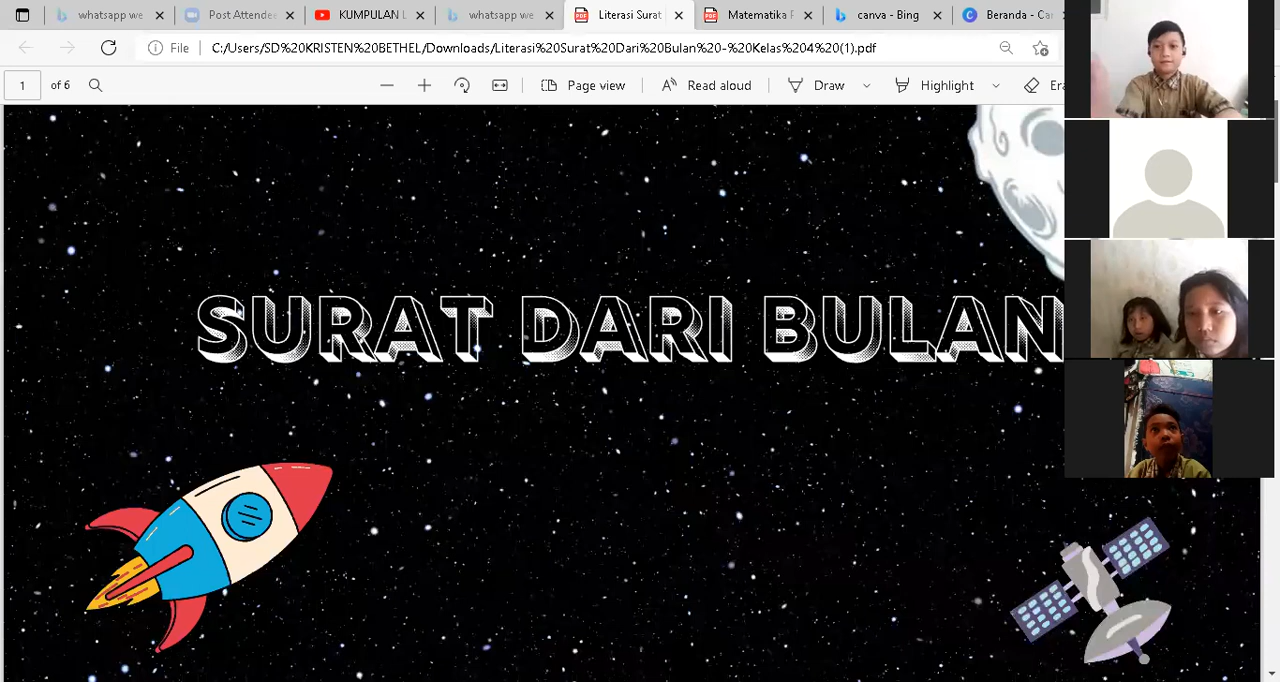 whatsapp we
Post Attendee
KUMPULAN L
whatsapp we
Literasi Surat
Matematika
canva - Bing
Beranda - Ca
File
C:/Users/SD%20KRISTEN%20BETHEL/Downloads/Literasi%20Surat%20Dari%20Bulan%20-%20Kelas%204%20(1).pdf
1
of 6
Page view
Read aloud
Draw
Highlight
SURAT DARI BULAN